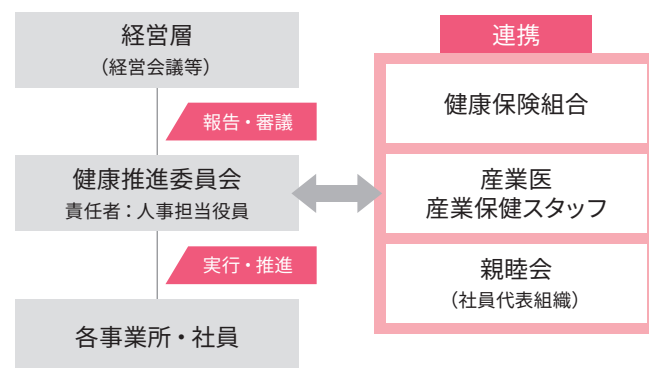 経営層
（経営会議等）
報告・審議
健康推進委員会
責任者：人事担当役員
実行・推進
各事業所・社員
連携
健康保険組合
産業医
産業保健スタッフ
親睦会
（社員代表組織）